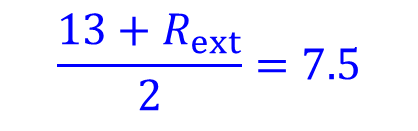 (13 + R_ext)/2 = 7.5